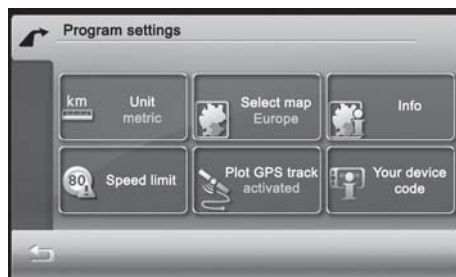 Program settings
km
Unit
metric
Select map
Europe
Info
80
Speed limit
Plot GPS track
activated
Your device
code